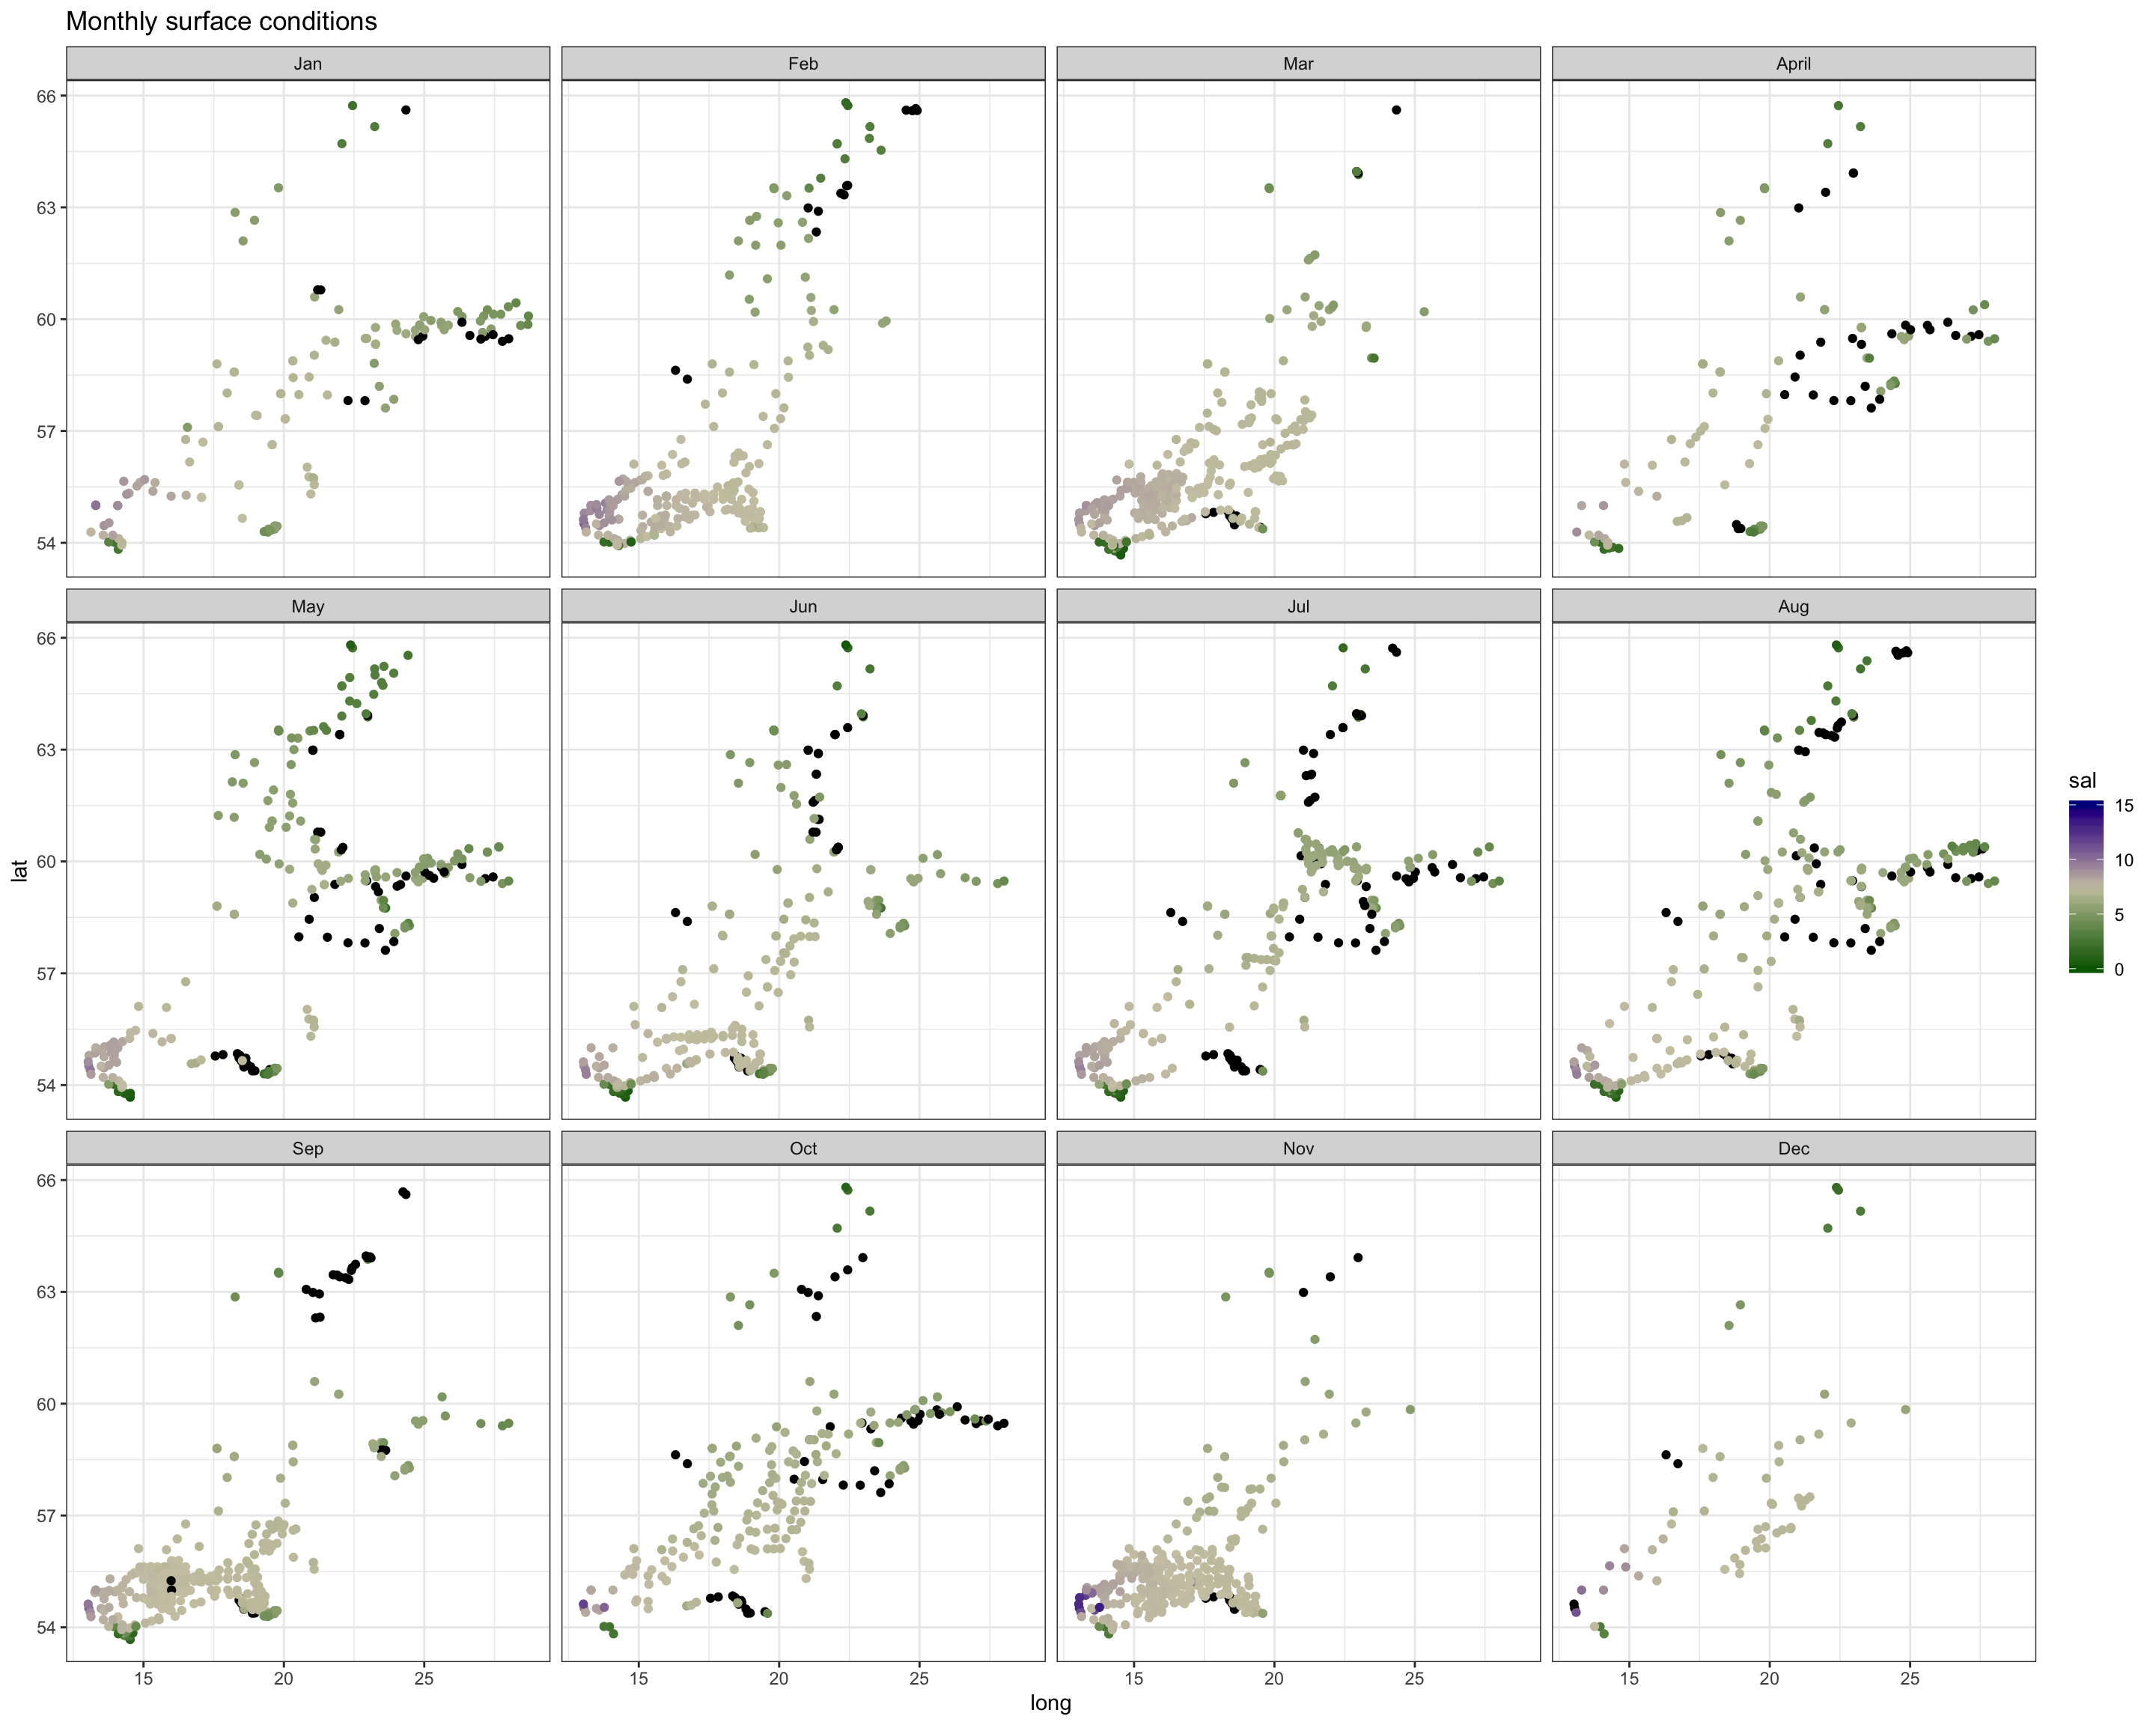 Monthly surface conditions
Jan Feb Mar April
66
63
60
57
54
May Jun Jul Aug
66
63
60
57
54
lat
sal
15
10
5
0
Sep Oct Nov Dec
66
63
60
57
54
15 20 25 15 20 25 15 20 25 15 20 25
long